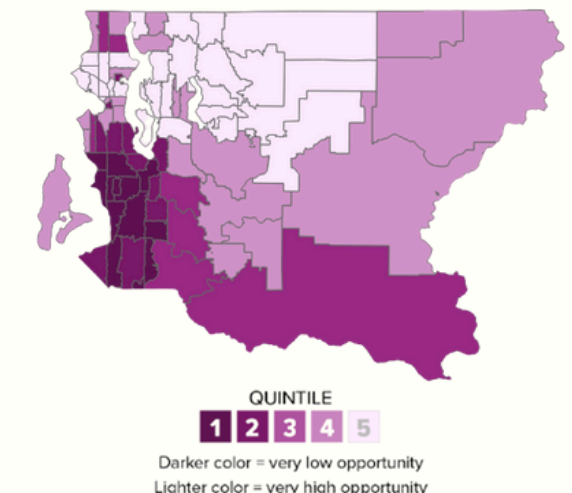 QUINTILE
1 2 3 4 5
Darker color = very low opportunity
Lighter color = very high opportunity